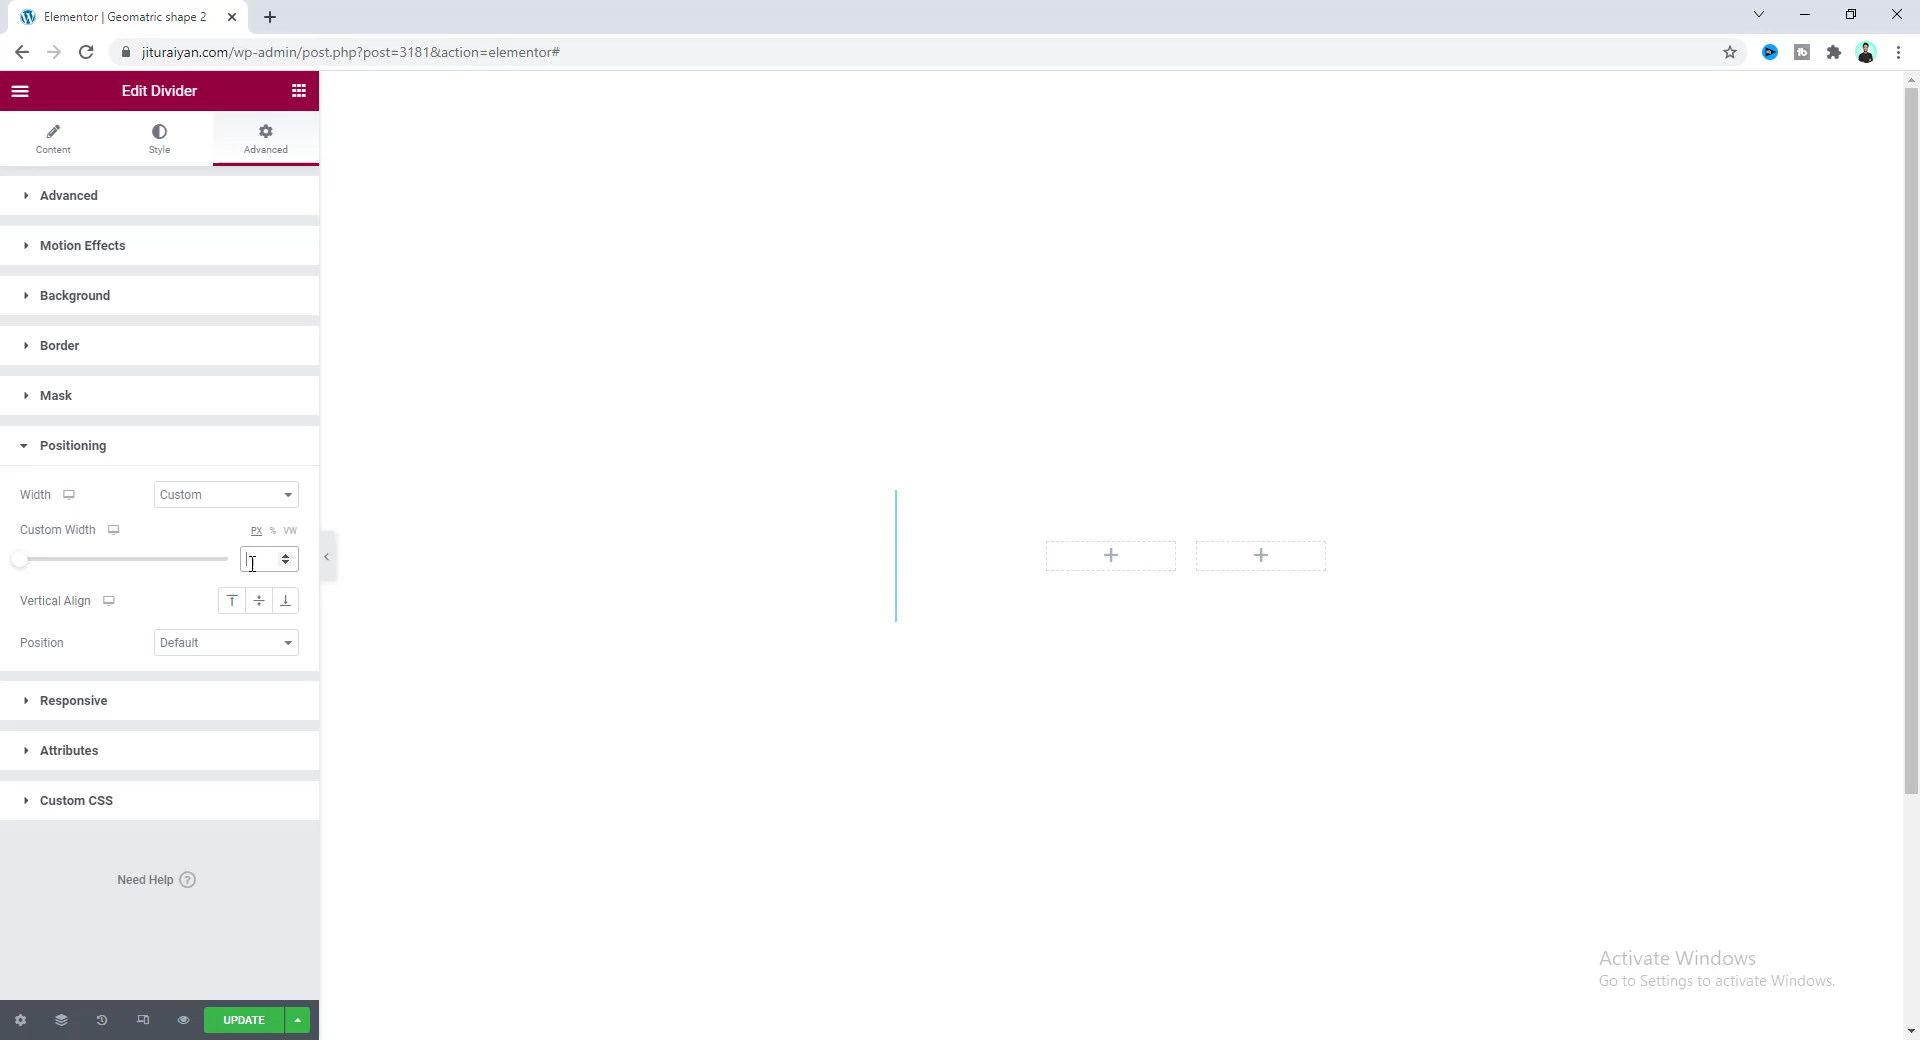 Elementor | Geomatric shape 2
jituraiyan.com/wp-admin/post.php?post=3181&action=elementor#
Edit Divider
Content
Style
Advanced
Advanced
Motion Effects
Background
Border
Mask
Positioning
Width
Custom
Custom Width
PX % VW
Vertical Align
Position
Default
Responsive
Attributes
Custom CSS
Need Help ?
UPDATE
Activate Windows
Go to Settings to activate Windows.